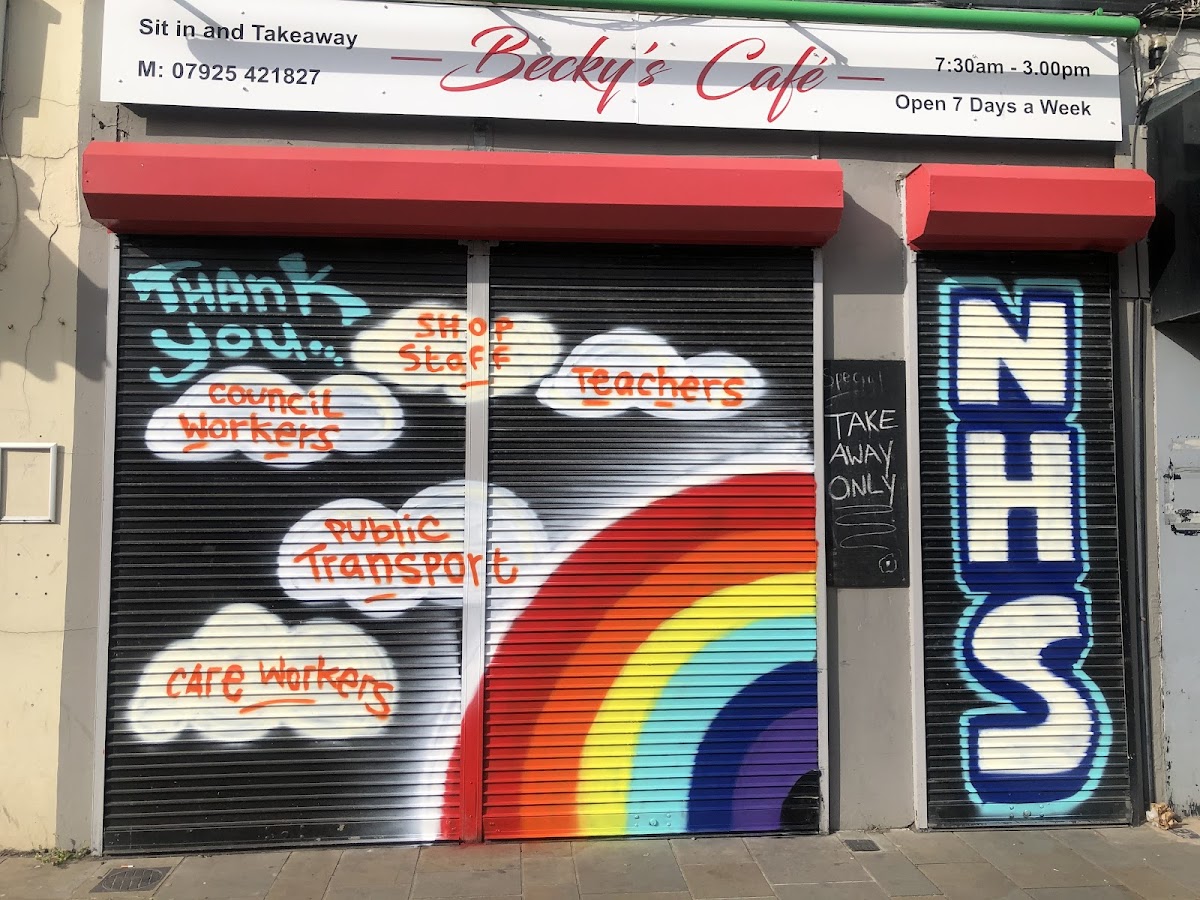 Sit in and Takeaway
M: 07925 421827
Becky's Café
7:30am - 3.00pm
Open 7 Days a Week
THANK
YOU...
SHOP
Staff
Teachers
COUNCIL
Workers
PUBLIC
Transport
CAre Workers
Special
TAKE
AWAY
ONLY
NHS